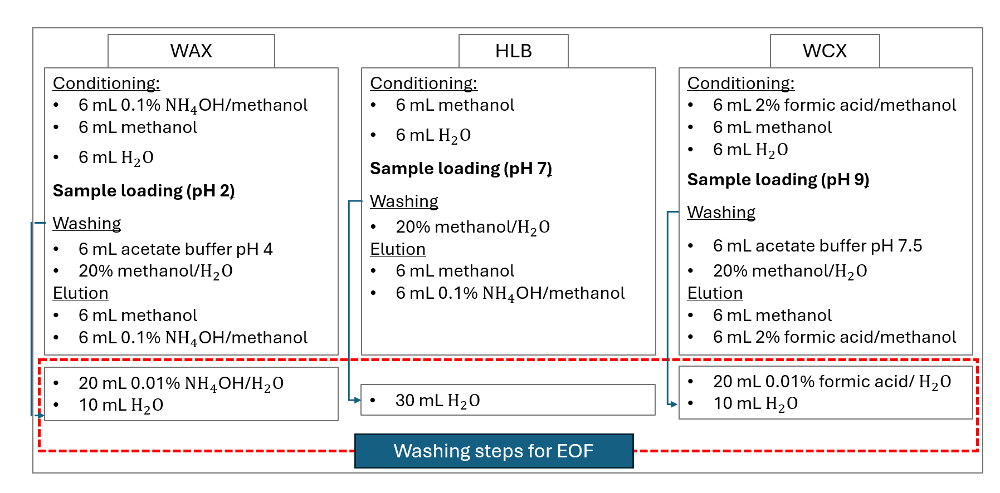 WAX
Conditioning:
• 6 mL 0.1% NH₄OH/methanol
• 6 mL methanol
• 6 mL H₂O
Sample loading (pH 2)
Washing
• 6 mL acetate buffer pH 4
• 20% methanol/H₂O
Elution
• 6 mL methanol
• 6 mL 0.1% NH₄OH/methanol
• 20 mL 0.01% NH₄OH/H₂O
• 10 mL H₂O
HLB
Conditioning:
• 6 mL methanol
• 6 mL H₂O
Sample loading (pH 7)
Washing
• 20% methanol/H₂O
Elution
• 6 mL methanol
• 6 mL 0.1% NH₄OH/methanol
• 30 mL H₂O
WCX
Conditioning:
• 6 mL 2% formic acid/methanol
• 6 mL methanol
• 6 mL H₂O
Sample loading (pH 9)
Washing
• 6 mL acetate buffer pH 7.5
• 20% methanol/H₂O
Elution
• 6 mL methanol
• 6 mL 2% formic acid/methanol
• 20 mL 0.01% formic acid/ H₂O
• 10 mL H₂O
Washing steps for EOF